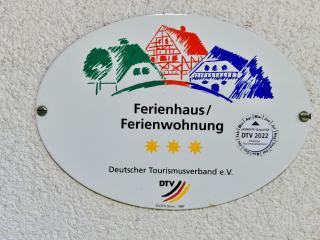 Ferienhaus/
Ferienwohnung
DTV 2022
Deutscher Tourismusverband e.V.
DTV